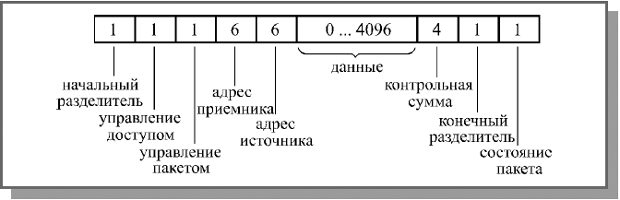 1 1 1 6 6 0 ... 4096 4 1 1
начальный
разделитель
управление
доступом
управление
пакетом
адрес
приемника
адрес
источника
данные
контрольная
сумма
конечный
разделитель
состояние
пакета